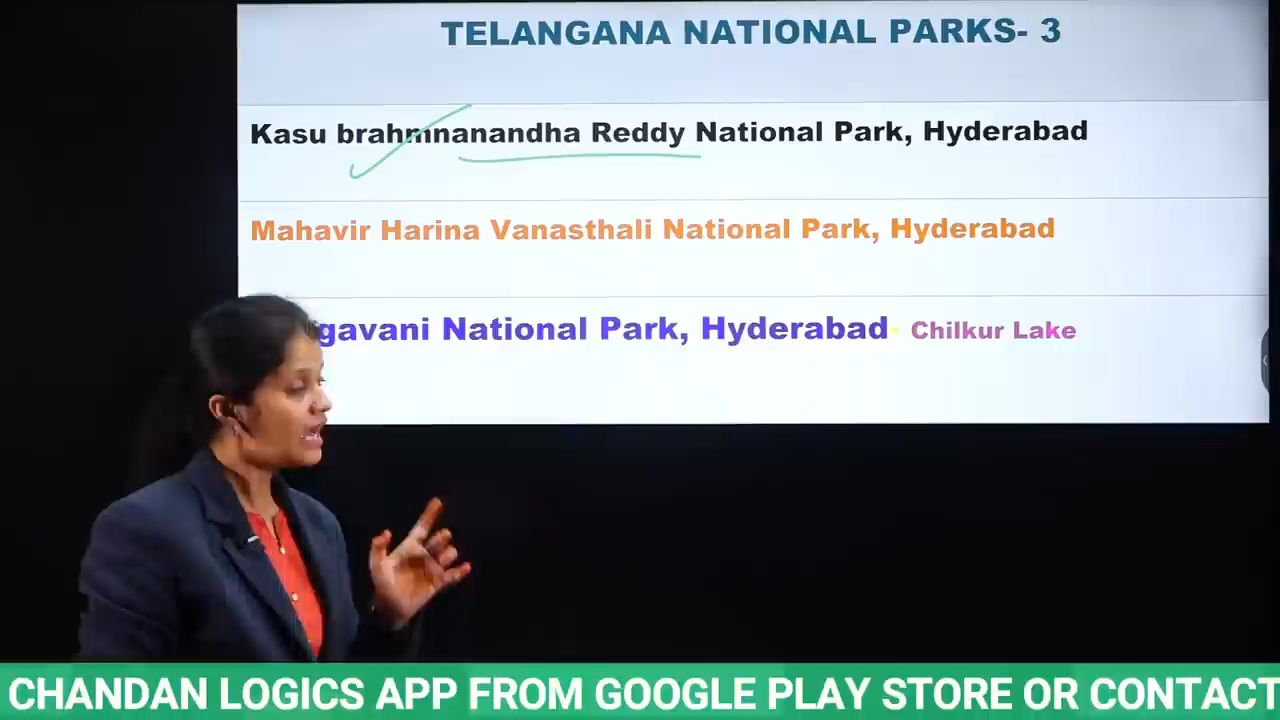 TELANGANA NATIONAL PARKS- 3
Kasu brahmnanandha Reddy National Park, Hyderabad
Mahavir Harina Vanasthali National Park, Hyderabad
gavani National Park, Hyderabad- Chilkur Lake
CHANDAN LOGICS APP FROM GOOGLE PLAY STORE OR CONTACT